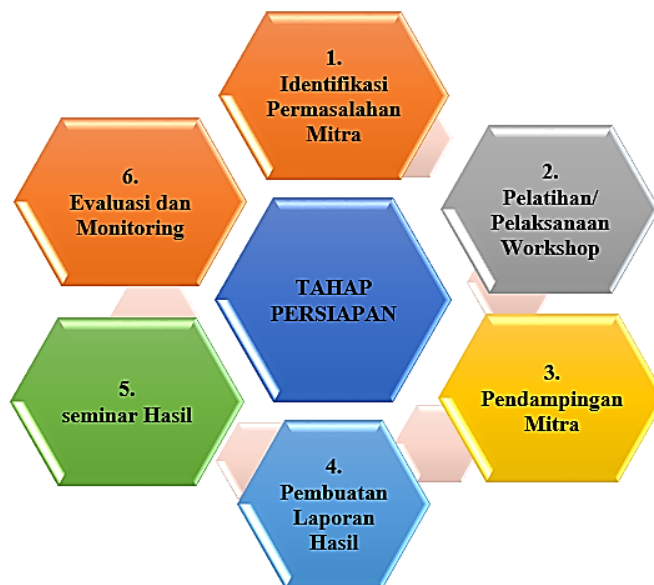 1.
Identifikasi
Permasalahan
Mitra
2.
Pelatihan/
Pelaksanaan
Workshop
3.
Pendampingan
Mitra
4.
Pembuatan
Laporan
Hasil
5.
seminar Hasil
6.
Evaluasi dan
Monitoring
TAHAP
PERSIAPAN